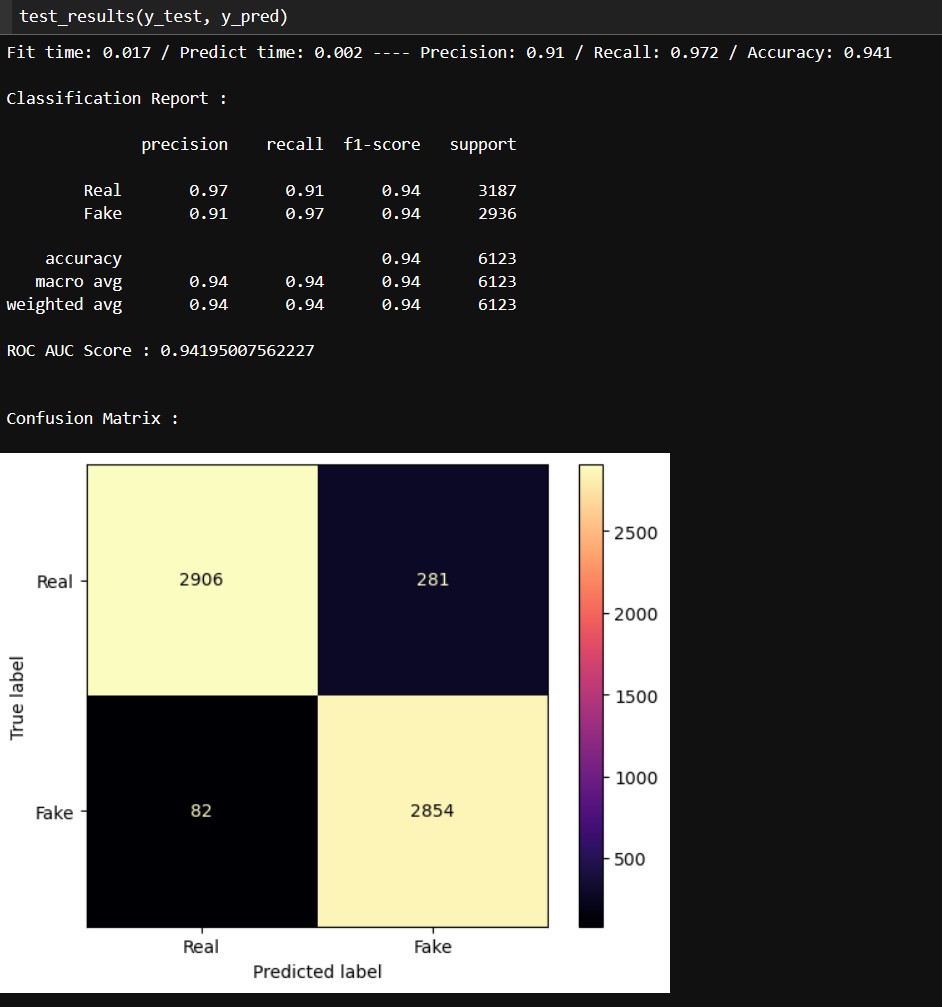 test_results(y_test, y_pred)
Fit time: 0.017 / Predict time: 0.002 ---- Precision: 0.91 / Recall: 0.972 / Accuracy: 0.941
Classification Report :
precision recall f1-score support
Real 0.97 0.91 0.94 3187
Fake 0.91 0.97 0.94 2936
accuracy 0.94 6123
macro avg 0.94 0.94 0.94 6123
weighted avg 0.94 0.94 0.94 6123
ROC AUC Score : 0.94195007562227
Confusion Matrix :
True label
Real
2906 281
Fake
82 2854
Real Fake
Predicted label
2500
2000
1500
1000
500